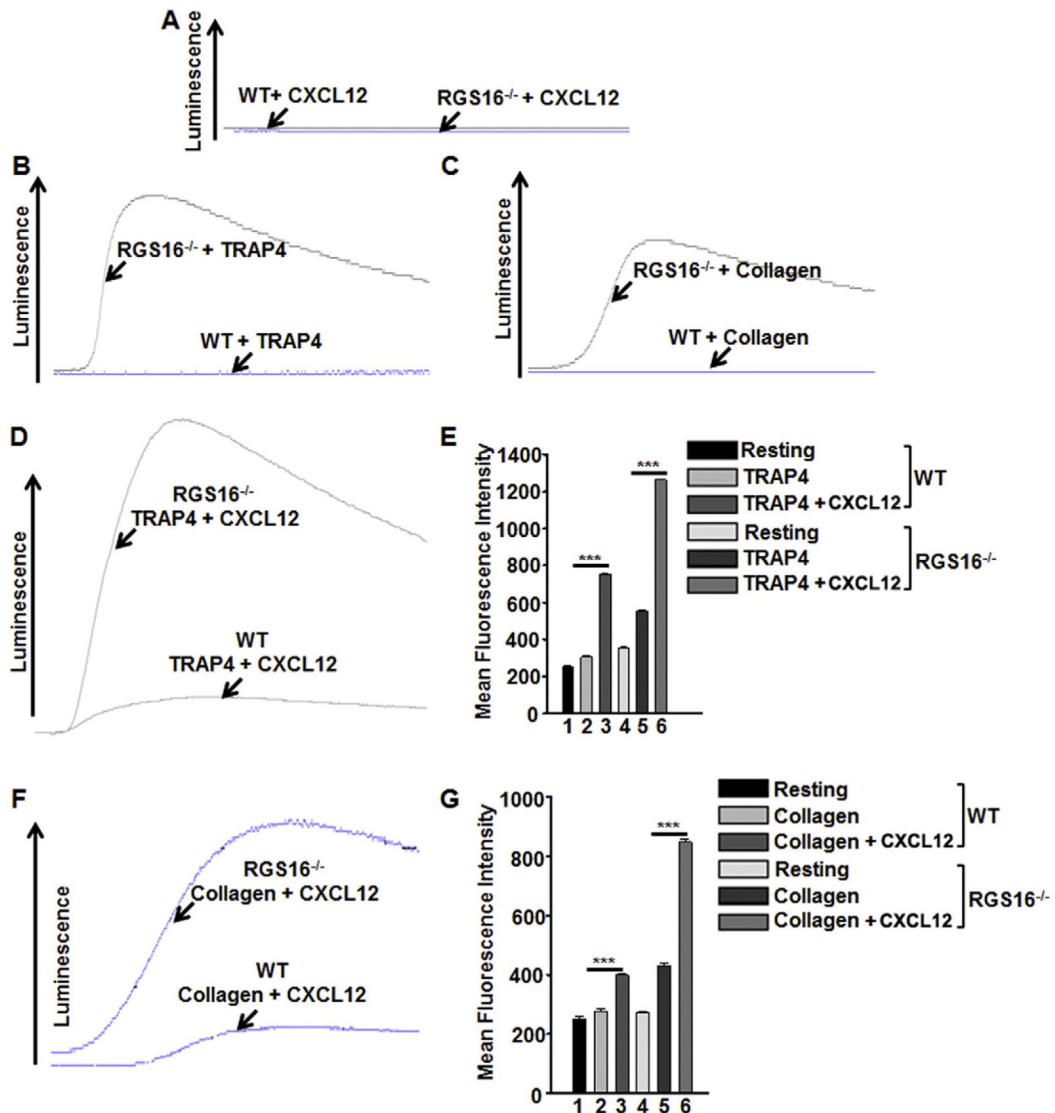 A
Luminescence
WT+ CXCL12
RGS16-/- + CXCL12
B
Luminescence
RGS16-/- + TRAP4
WT + TRAP4
C
Luminescence
RGS16-/- + Collagen
WT + Collagen
D
Luminescence
RGS16-/-
TRAP4 + CXCL12
WT
TRAP4 + CXCL12
E
Mean Fluorescence Intensity
1400
1200
1000
800
600
400
200
0
***
***
1 2 3 4 5 6
Resting
TRAP4
TRAP4 + CXCL12
WT
Resting
TRAP4
TRAP4 + CXCL12
RGS16-/-
F
Luminescence
RGS16-/-
Collagen + CXCL12
WT
Collagen + CXCL12
G
Mean Fluorescence Intensity
1000
800
600
400
200
0
***
***
1 2 3 4 5 6
Resting
Collagen
Collagen + CXCL12
WT
Resting
Collagen
Collagen + CXCL12
RGS16-/-